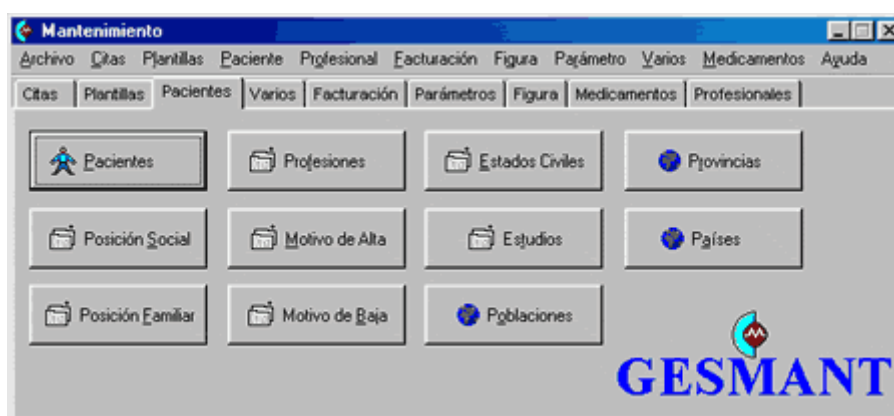 Mantenimiento
Archivo Citas Plantillas Paciente Profesional Facturación Figura Parámetro Varios Medicamentos Ayuda
Citas Plantillas Pacientes Varios Facturación Parámetros Figura Medicamentos Profesionales
Pacientes Profesiones Estados Civiles Provincias
Posición Social Motivo de Alta Estudios Países
Posición Familiar Motivo de Baja Poblaciones
GESMANT